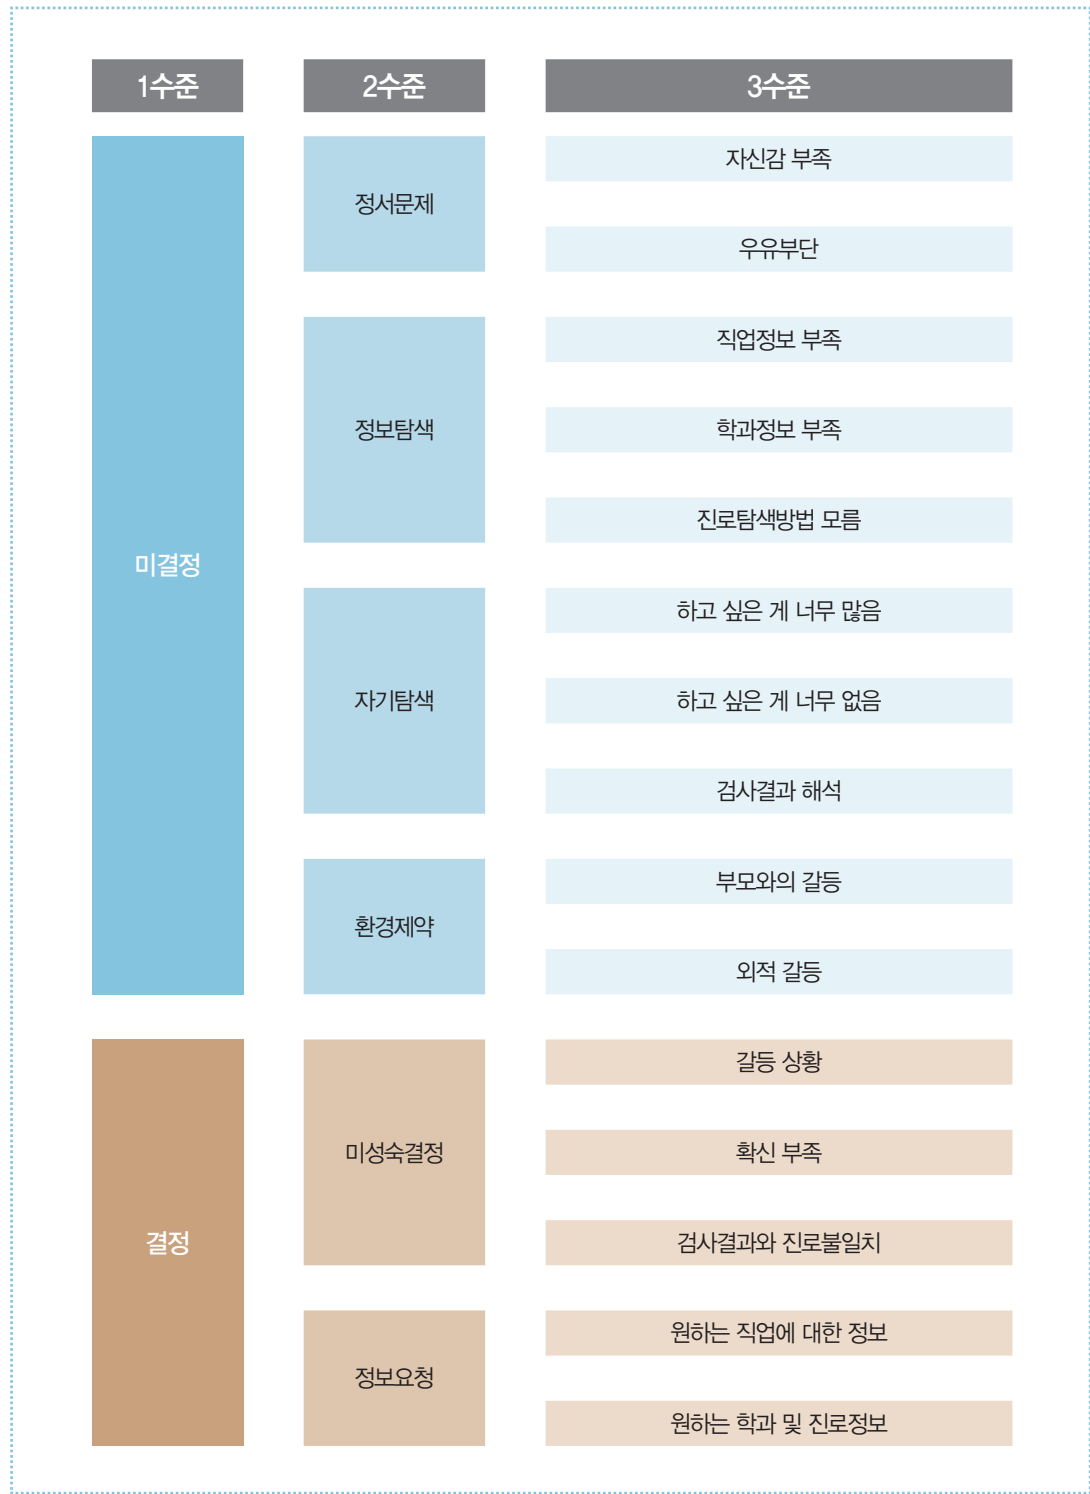 1수준 2수준 3수준
미결정
정서문제
자신감 부족
우유부단
정보탐색
직업정보 부족
학과정보 부족
진로탐색방법 모름
자기탐색
하고 싶은 게 너무 많음
하고 싶은 게 너무 없음
검사결과 해석
환경제약
부모와의 갈등
외적 갈등
결정
미성숙결정
갈등 상황
확신 부족
검사결과와 진로불일치
정보요청
원하는 직업에 대한 정보
원하는 학과 및 진로정보